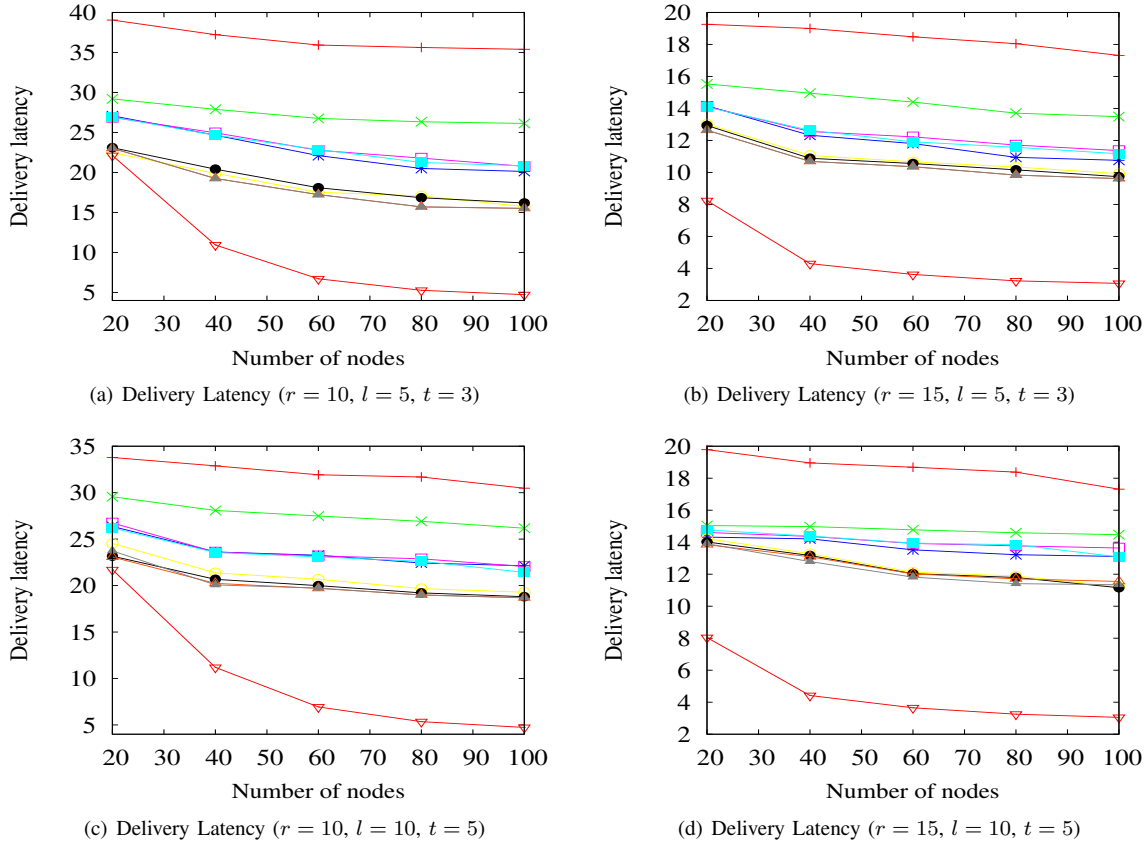 40
35
30
25
20
15
10
5
Delivery latency
20 30 40 50 60 70 80 90 100
Number of nodes
(a) Delivery Latency (r = 10, l = 5, t = 3)
20
18
16
14
12
10
8
6
4
2
Delivery latency
20 30 40 50 60 70 80 90 100
Number of nodes
(b) Delivery Latency (r = 15, l = 5, t = 3)
35
30
25
20
15
10
5
Delivery latency
20 30 40 50 60 70 80 90 100
Number of nodes
(c) Delivery Latency (r = 10, l = 10, t = 5)
20
18
16
14
12
10
8
6
4
2
Delivery latency
20 30 40 50 60 70 80 90 100
Number of nodes
(d) Delivery Latency (r = 15, l = 10, t = 5)